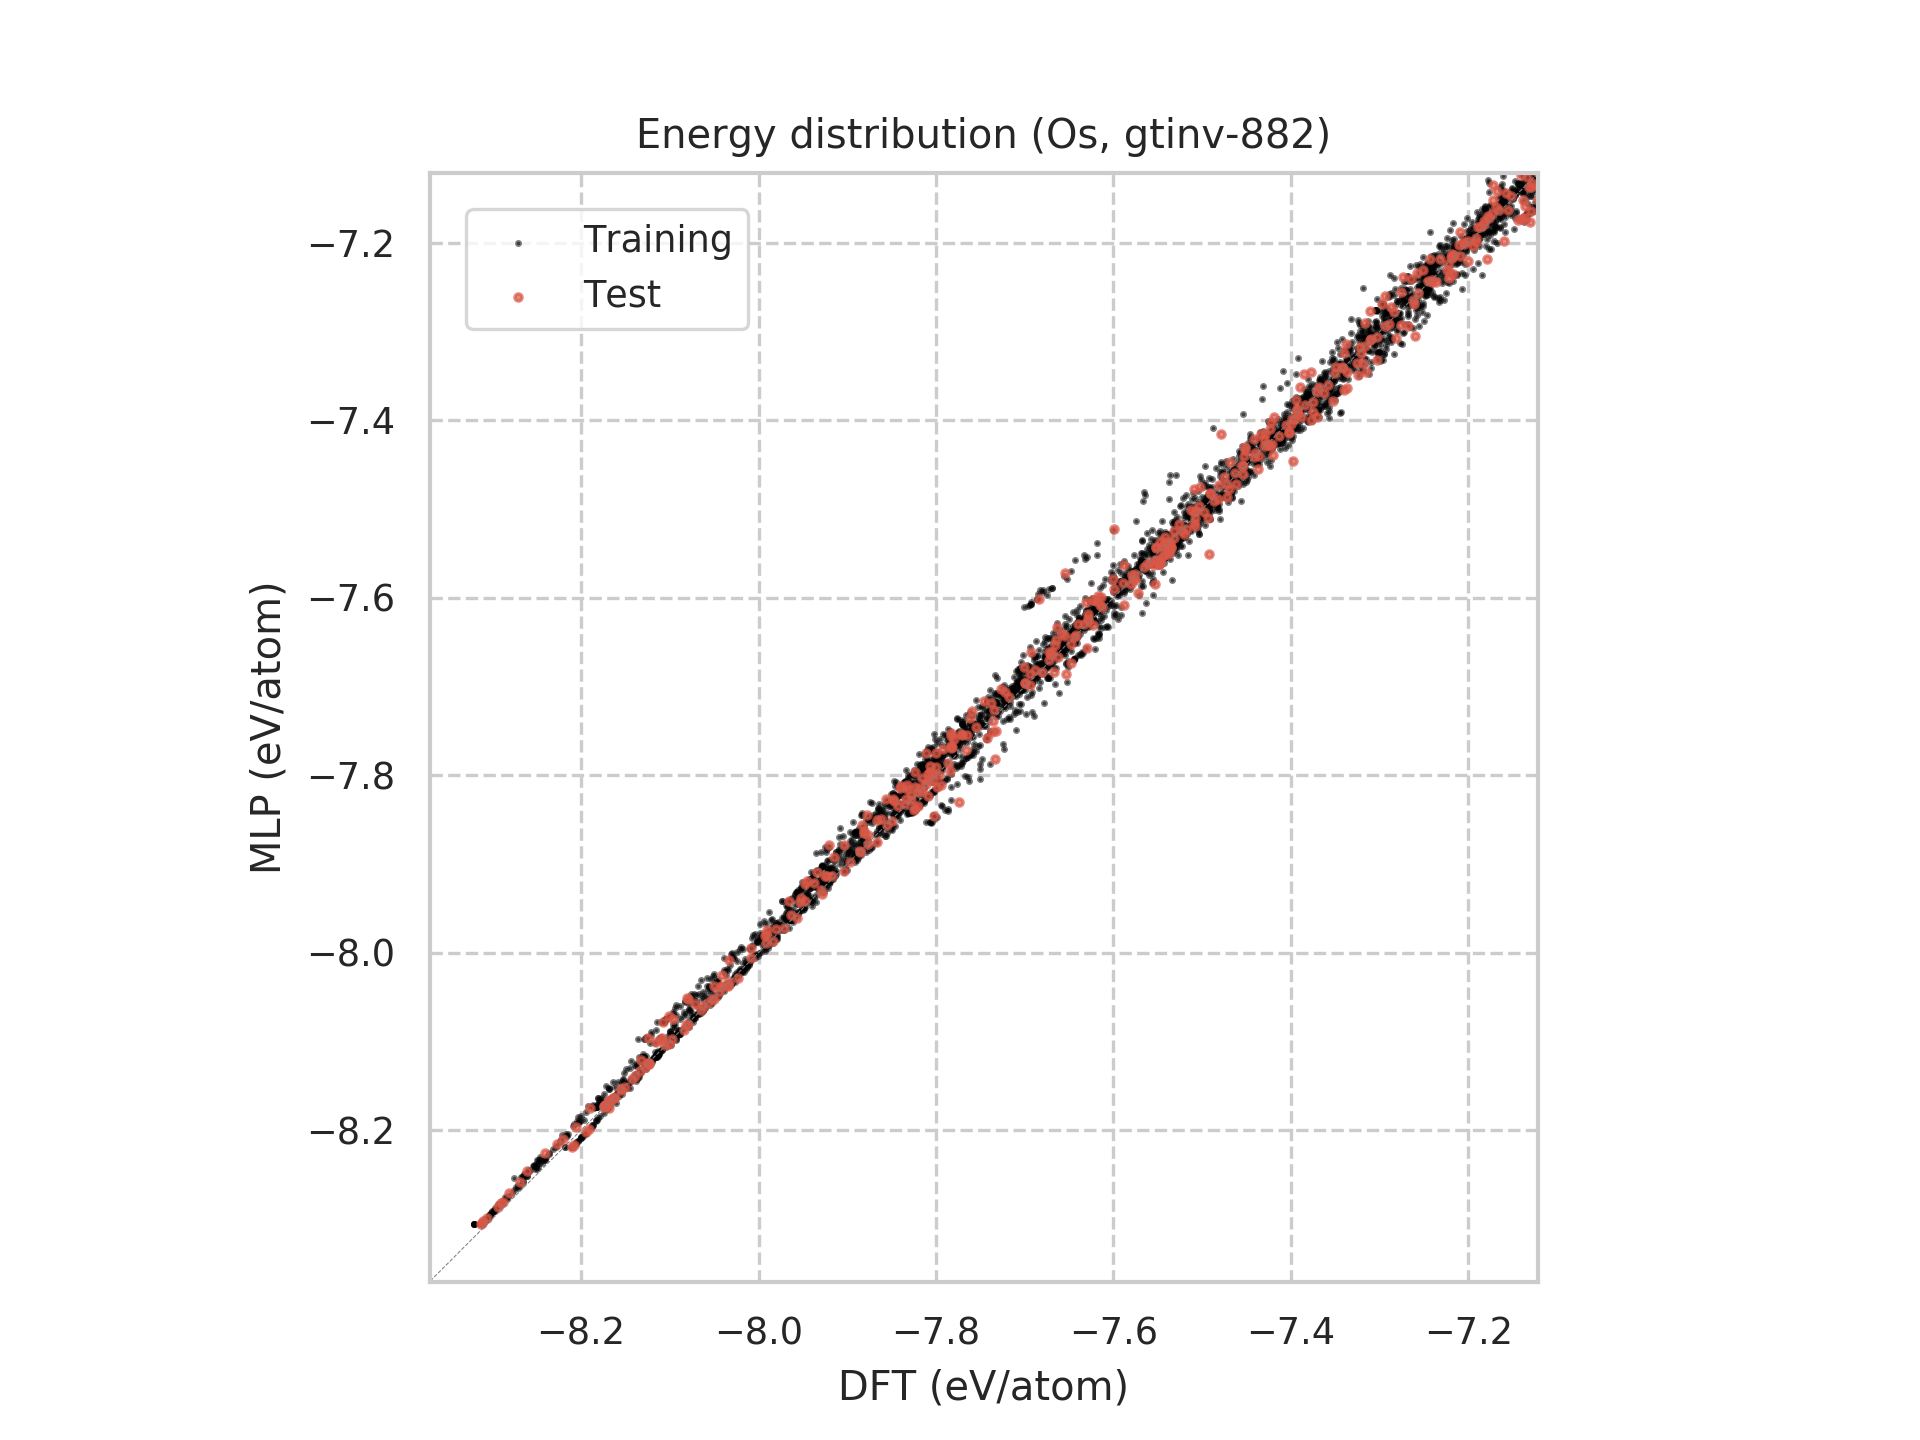 Energy distribution (Os, gtinv-882)
Training
Test
−7.2
−7.4
−7.6
−7.8
−8.0
−8.2
MLP (eV/atom)
−8.2 −8.0 −7.8 −7.6 −7.4 −7.2
DFT (eV/atom)